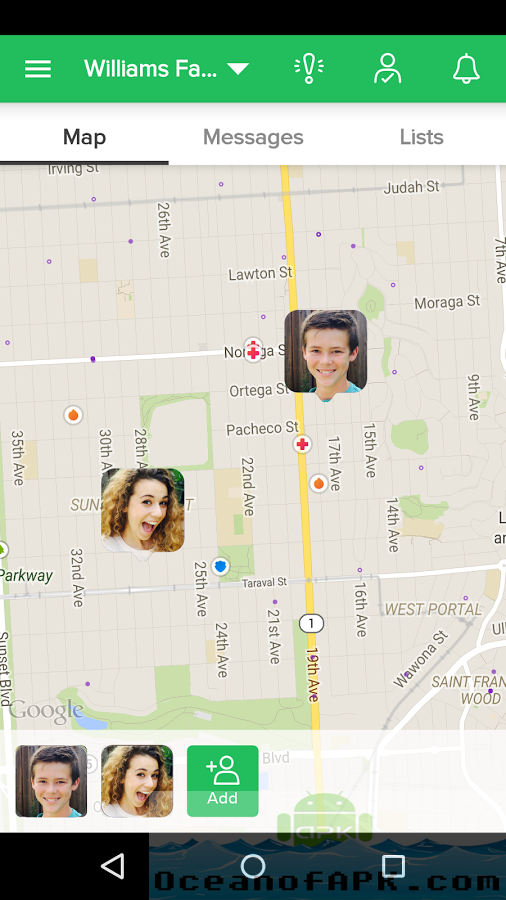 Williams Fa...
Map
Messages
Lists
Irving St
Judah St
26th Ave
7th Ave
Lawton St
Moraga St
Ortega St
9th Ave
Pacheco St
35th Ave
30th Ave
28th Ave
22nd Ave
17th Ave
15th Ave
14th Ave
Parkway
32nd Ave
25th Ave
Taraval St
16th Ave
WEST PORTAL
1
24th Ave
21st Ave
19th Ave
Wawona St
Sunset Blvd
SAINT FRAN
WOOD
Google
Blvd
Add
APK
OceanofAPK.com